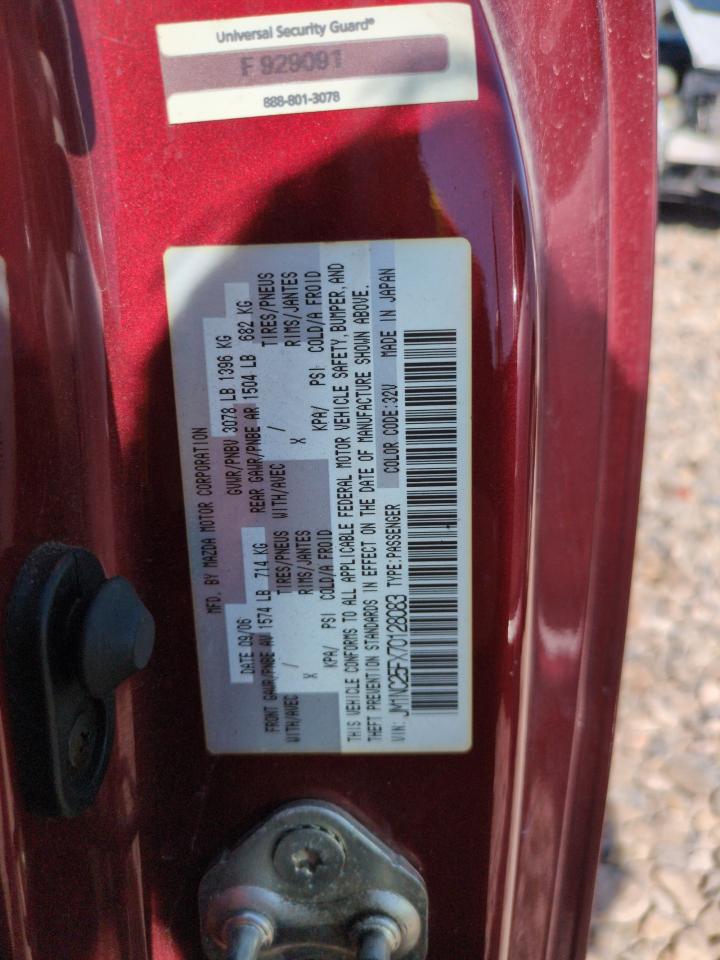 Universal Security Guard®
F 929091
888-801-3078
MFD. BY MAZDA MOTOR CORPORATION
DATE 09/06 GVWR/PNBV 3078 LB 1396 KG
FRONT GAWR/PNBE AV 1574 LB 714 KG REAR GAWR/PNBE AR 1504 LB 682 KG
TIRES/PNEUS TIRES/PNEUS
WITH/AVEC / RIMS/JANTES WITH/AVEC / RIMS/JANTES
X X
KPA/ PSI COLD/A FROID KPA/ PSI COLD/A FROID
THIS VEHICLE CONFORMS TO ALL APPLICABLE FEDERAL MOTOR VEHICLE SAFETY, BUMPER, AND
THEFT PREVENTION STANDARDS IN EFFECT ON THE DATE OF MANUFACTURE SHOWN ABOVE.
VIN: JM1NC25FX70128083 TYPE:PASSENGER COLOR CODE:32V MADE IN JAPAN